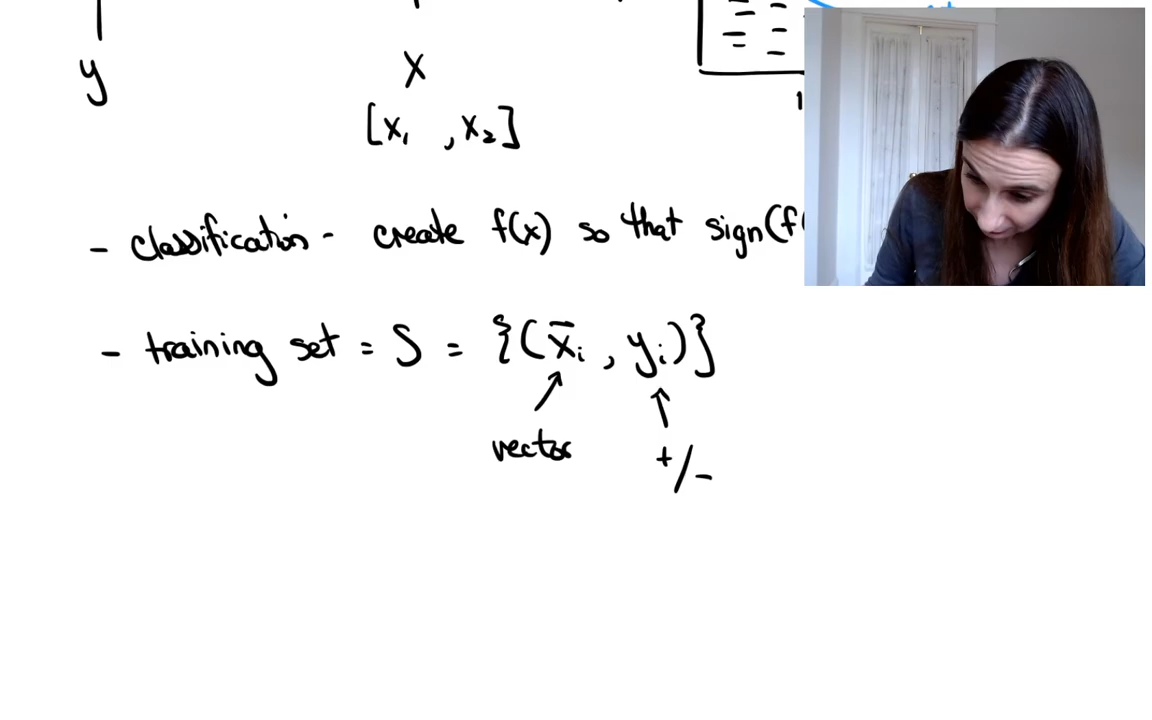 y
x
[x₁ , x₂]
- classification - create f(x) so that sign(f(
- training set = S = {(x̄ᵢ , yᵢ)}
vector
+/-